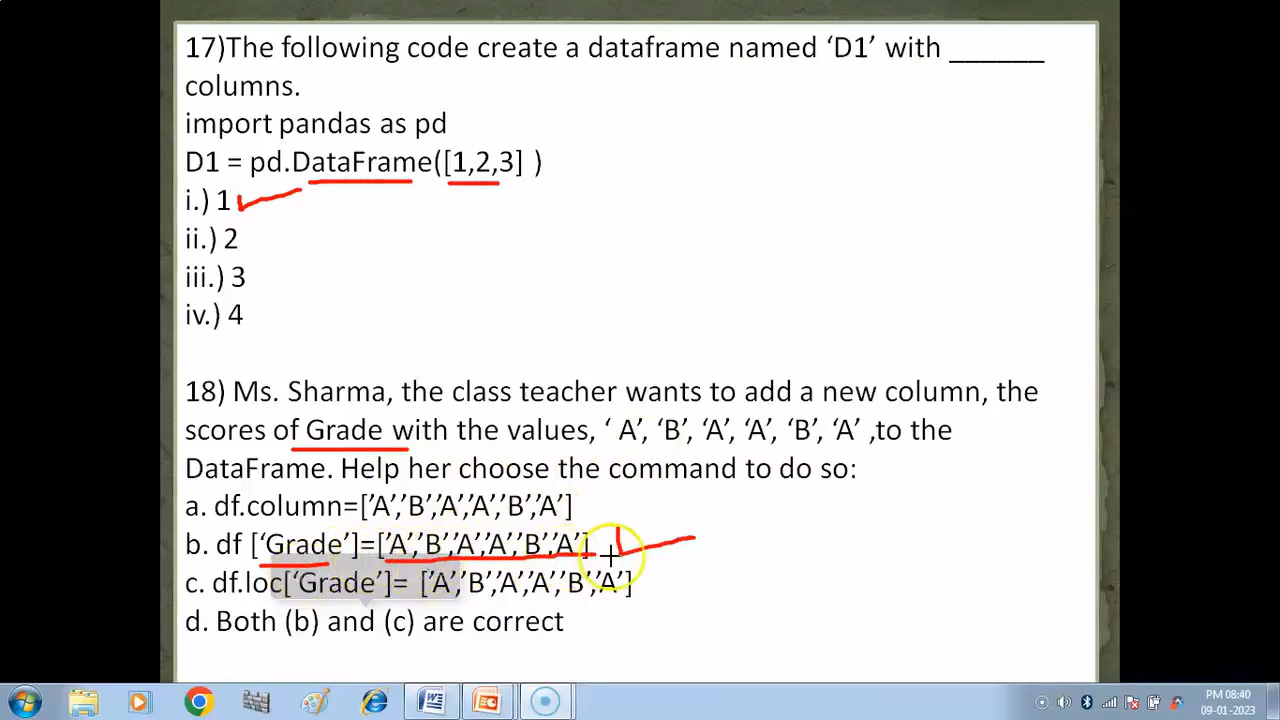 17)The following code create a dataframe named ‘D1’ with ______
columns.
import pandas as pd
D1 = pd.DataFrame([1,2,3] )
i.) 1
ii.) 2
iii.) 3
iv.) 4
18) Ms. Sharma, the class teacher wants to add a new column, the
scores of Grade with the values, ‘ A’, ‘B’, ‘A’, ‘A’, ‘B’, ‘A’ ,to the
DataFrame. Help her choose the command to do so:
a. df.column=[’A’,’B’,’A’,’A’,’B’,’A’]
b. df [‘Grade’]=[’A’,’B’,’A’,’A’,’B’,’A’]
c. df.loc[‘Grade’]= [’A’,’B’,’A’,’A’,’B’,’A’]
d. Both (b) and (c) are correct
PM 08:40
09-01-2023